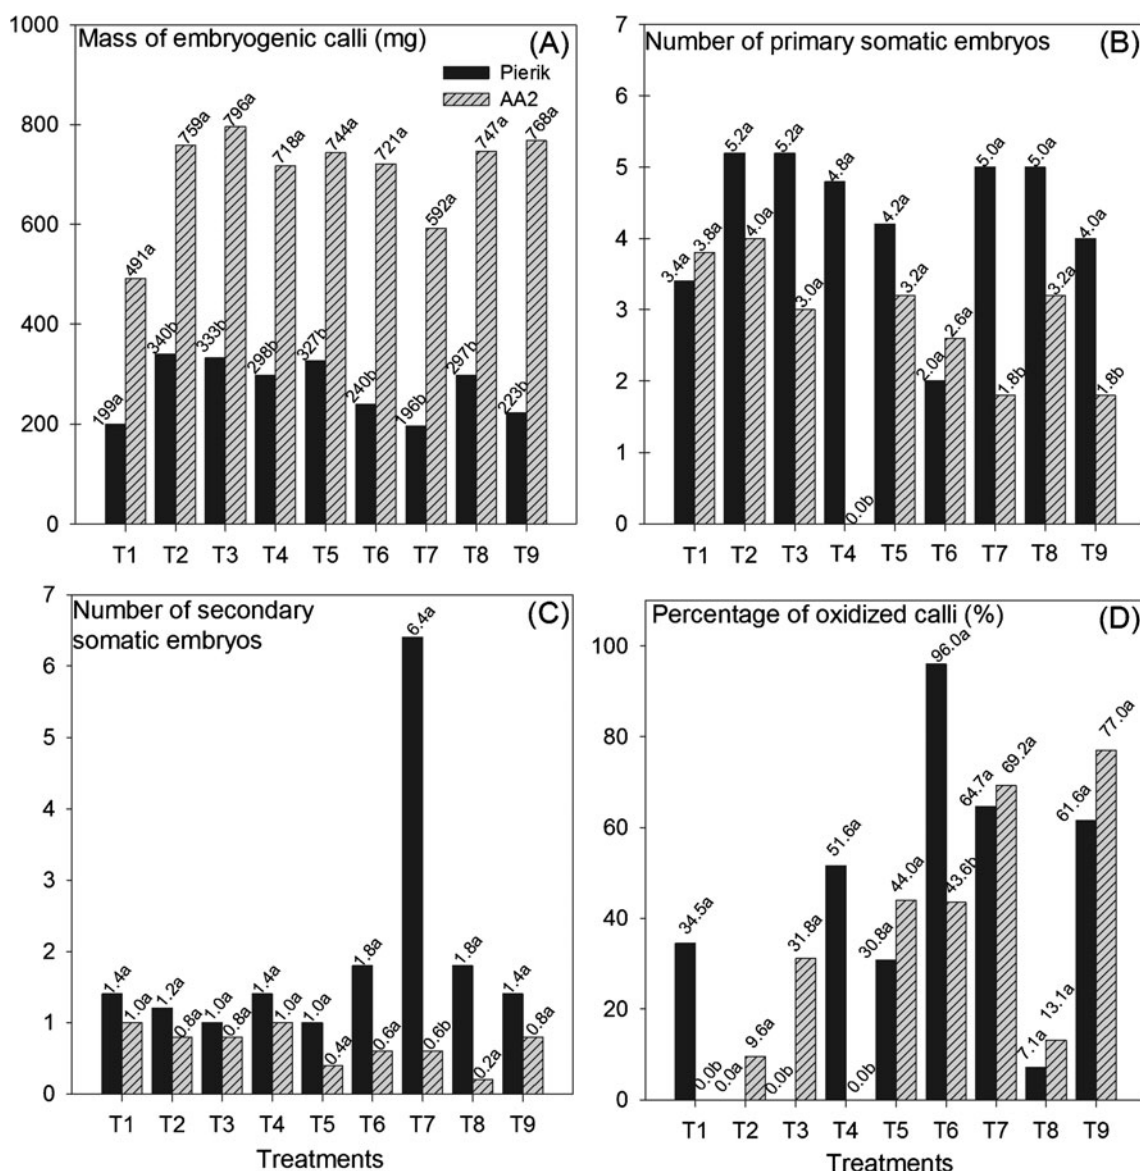 Mass of embryogenic calli (mg)
(A)
Pierik
AA2
1000
800
600
400
200
0
199a
491a
340b
759a
333b
796a
298b
718a
327b
744a
240b
721a
196b
592a
297b
747a
223b
768a
T1 T2 T3 T4 T5 T6 T7 T8 T9
Number of primary somatic embryos
(B)
7
6
5
4
3
2
1
0
3.4a
3.8a
5.2a
4.0a
5.2a
3.0a
4.8a
0.0b
4.2a
3.2a
2.0a
2.6a
5.0a
1.8b
5.0a
3.2a
4.0a
1.8b
T1 T2 T3 T4 T5 T6 T7 T8 T9
Number of secondary
somatic embryos
(C)
7
6
5
4
3
2
1
0
1.4a
1.0a
1.2a
0.8a
1.0a
0.8a
1.4a
1.0a
1.0a
0.4a
1.8a
0.6a
6.4a
0.6b
1.8a
0.2a
1.4a
0.8a
T1 T2 T3 T4 T5 T6 T7 T8 T9
Treatments
Percentage of oxidized calli (%)
(D)
100
80
60
40
20
0
34.5a
0.0b
0.0a
9.6a
0.0b
31.8a
51.6a
0.0b
30.8a
44.0a
96.0a
43.6b
64.7a
69.2a
7.1a
13.1a
61.6a
77.0a
T1 T2 T3 T4 T5 T6 T7 T8 T9
Treatments